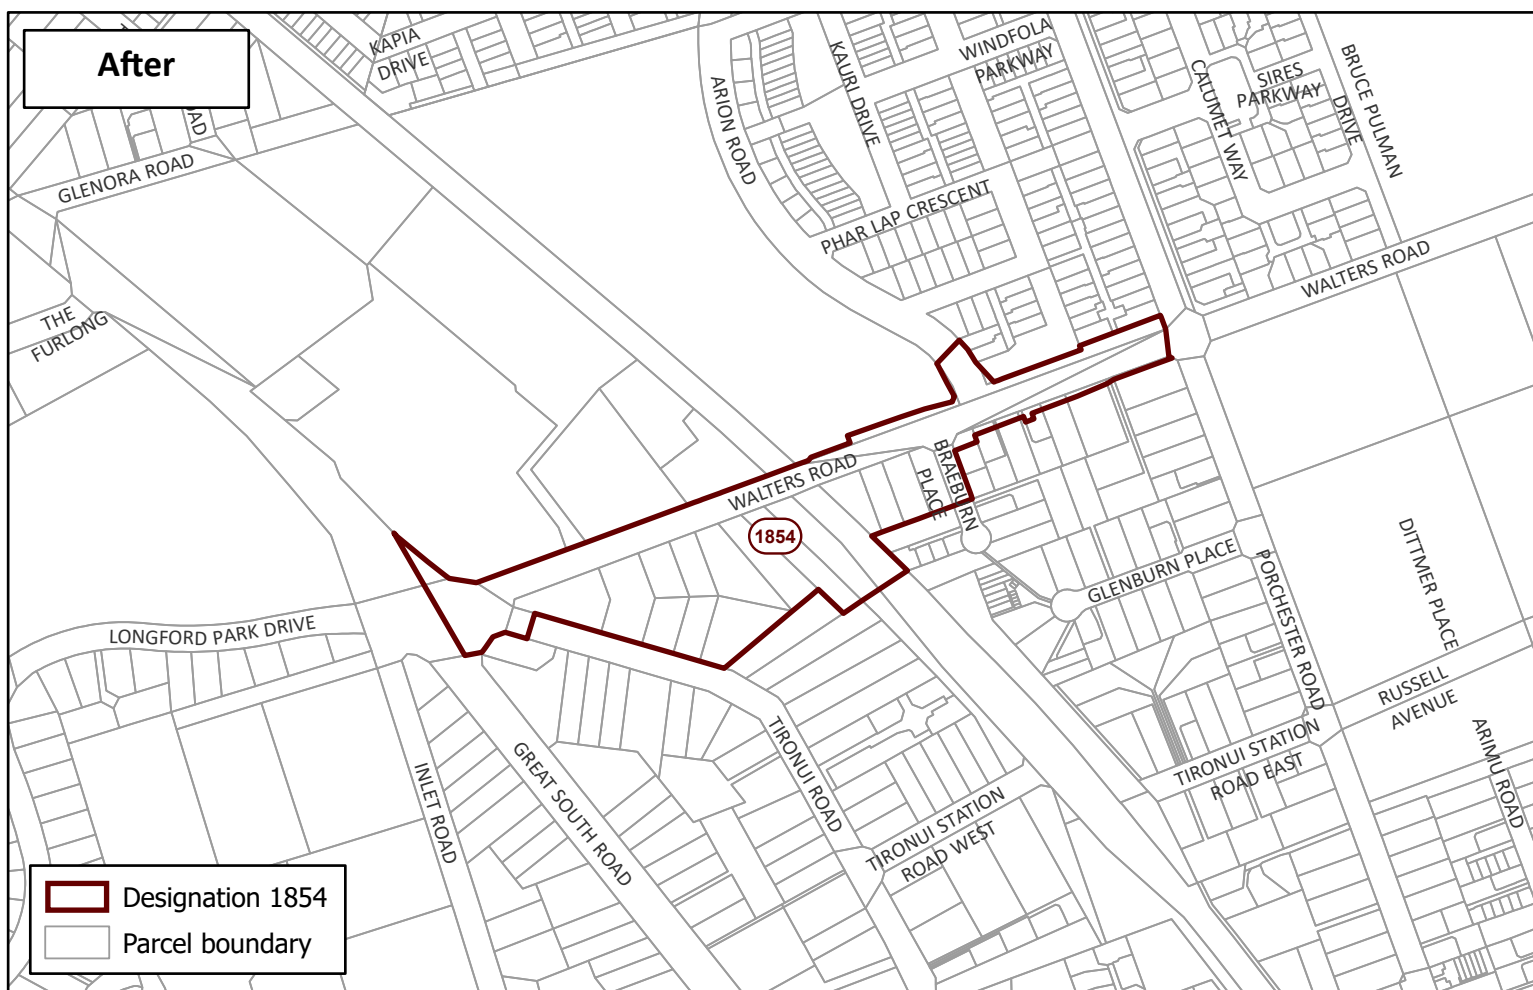 After
KAPIA
DRIVE
OAD
GLENORA ROAD
THE
FURLONG
ARION ROAD
KAURI DRIVE
WINDFOLA
PARKWAY
PHAR LAP CRESCENT
CALUMET WAY
SIRES
PARKWAY
BRUCE PULMAN
DRIVE
WALTERS ROAD
WALTERS ROAD
1854
BRAEBURN
PLACE
GLENBURN PLACE
PORCHESTER ROAD
DITTMER PLACE
RUSSELL
AVENUE
ARIMU ROAD
TIRONUI STATION
ROAD EAST
LONGFORD PARK DRIVE
INLET ROAD
GREAT SOUTH ROAD
TIRONUI ROAD
TIRONUI STATION
ROAD WEST
Designation 1854
Parcel boundary